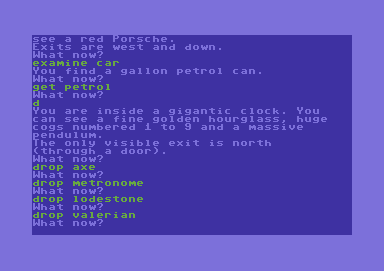 see a red Porsche.
Exits are west and down.
What now?
examine car
You find a gallon petrol can.
What now?
get petrol
What now?
d
You are inside a gigantic clock. You
can see a fine golden hourglass, huge
cogs numbered 1 to 9 and a massive
pendulum.
The only visible exit is north
(through a door).
What now?
drop axe
What now?
drop metronome
What now?
drop lodestone
What now?
drop valerian
What now?